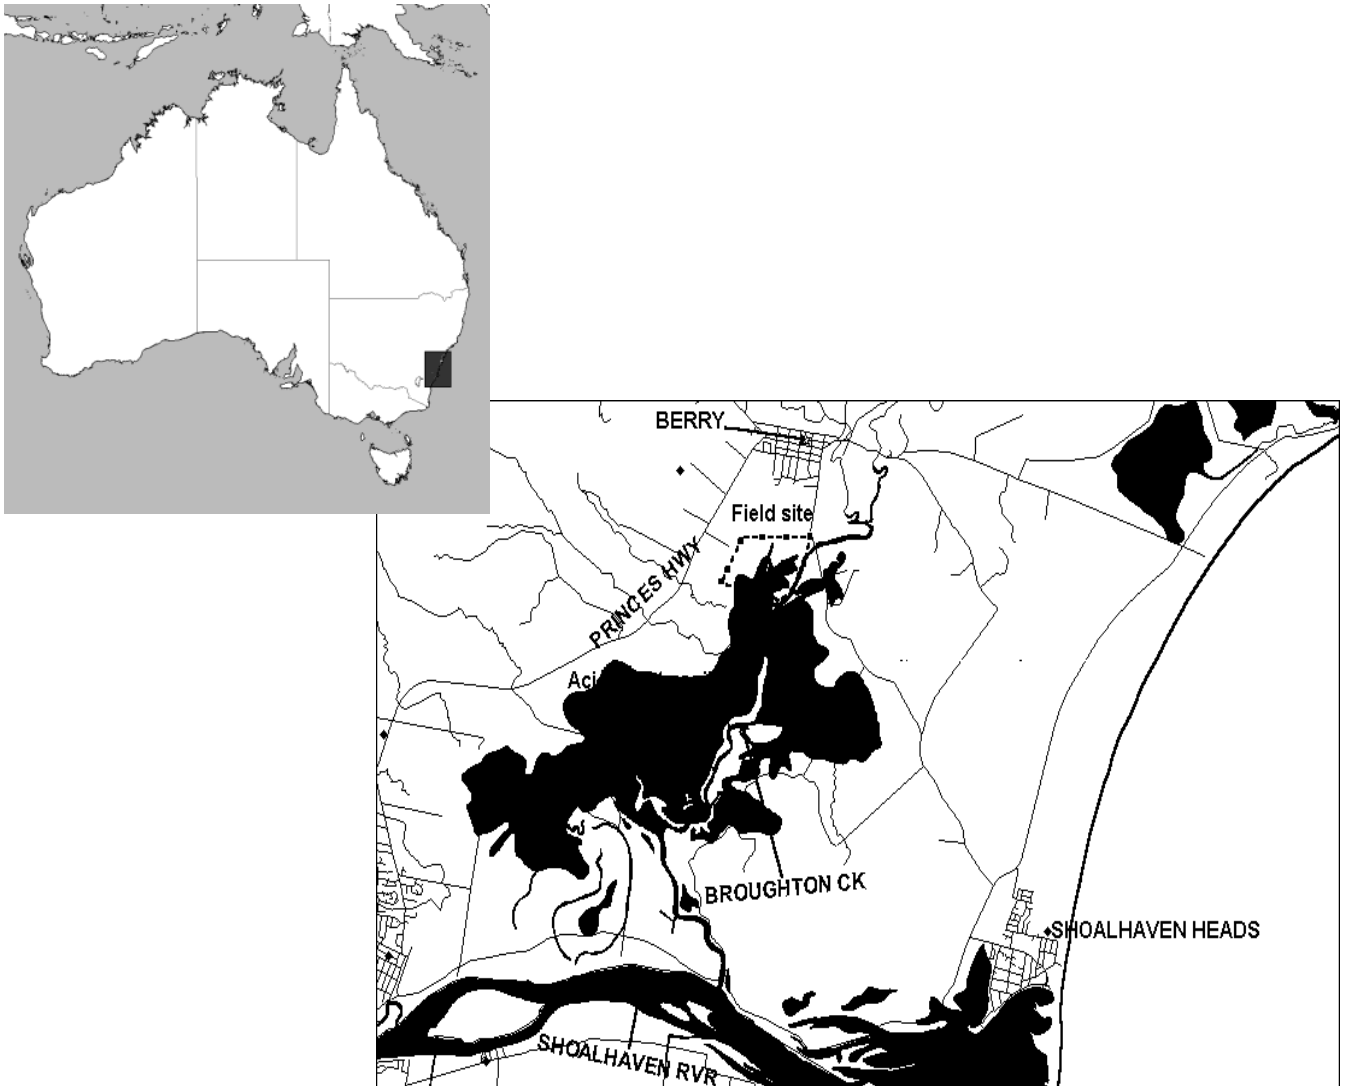 BERRY
Field site
PRINCES HWY
BROUGHTON CK
SHOALHAVEN HEADS
SHOALHAVEN RVR